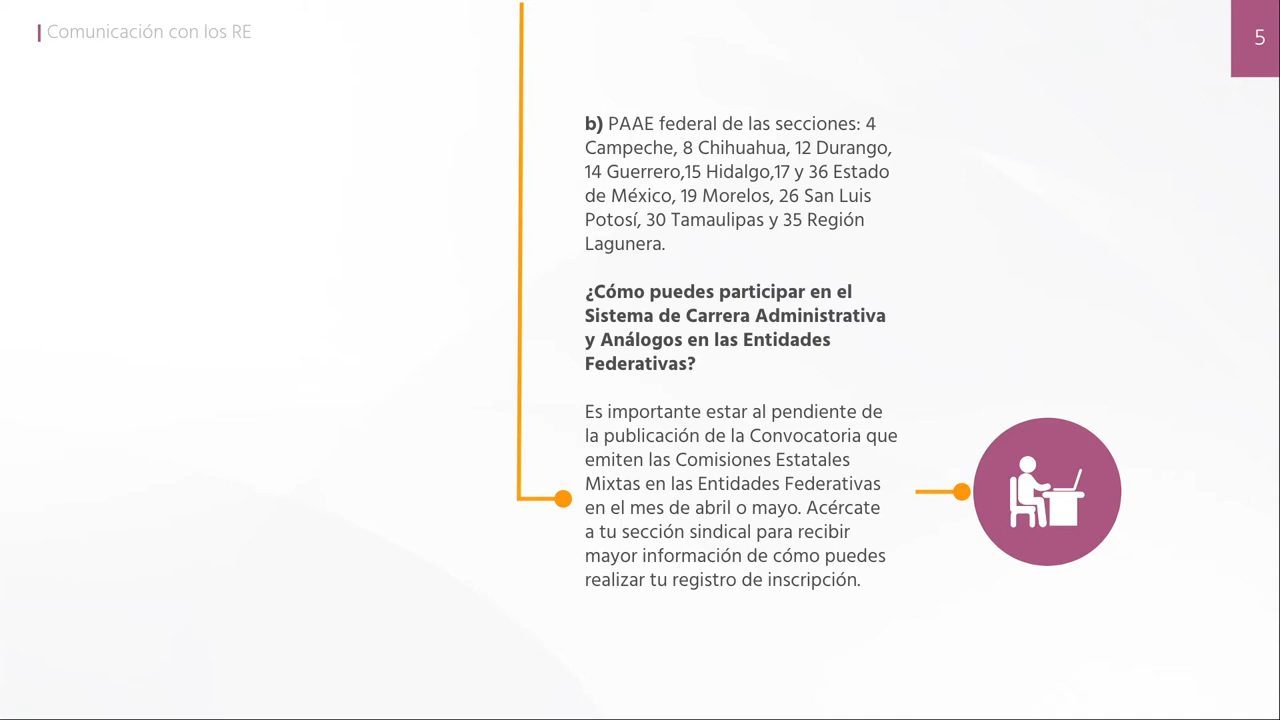 Comunicación con los RE
5
b) PAAE federal de las secciones: 4
Campeche, 8 Chihuahua, 12 Durango,
14 Guerrero,15 Hidalgo,17 y 36 Estado
de México, 19 Morelos, 26 San Luis
Potosí, 30 Tamaulipas y 35 Región
Lagunera.
¿Cómo puedes participar en el
Sistema de Carrera Administrativa
y Análogos en las Entidades
Federativas?
Es importante estar al pendiente de
la publicación de la Convocatoria que
emiten las Comisiones Estatales
Mixtas en las Entidades Federativas
en el mes de abril o mayo. Acércate
a tu sección sindical para recibir
mayor información de cómo puedes
realizar tu registro de inscripción.